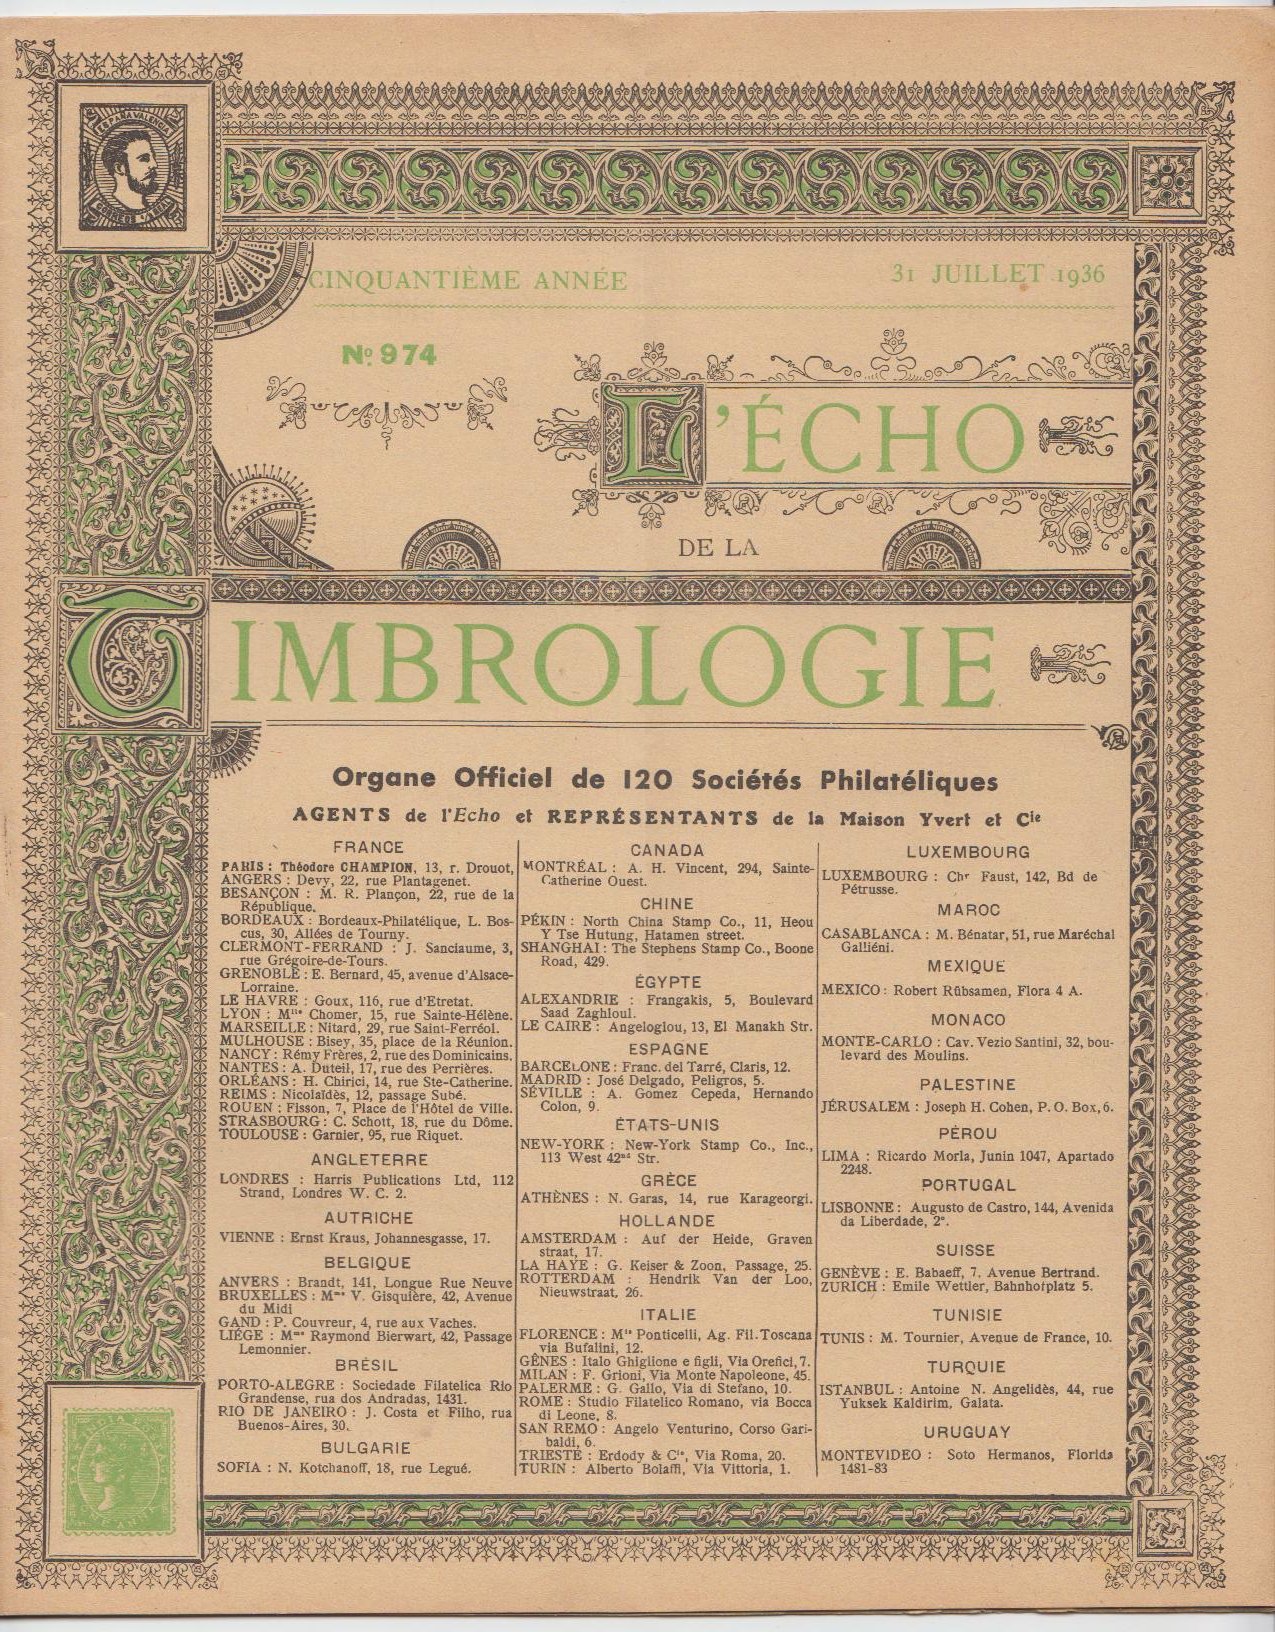 ESPAÑA VALENCIA
CORREOS
CINQUANTIÈME ANNÉE
31 JUILLET 1936
Nº. 974
L'ÉCHO
DE LA
TIMBROLOGIE
Organe Officiel de 120 Sociétés Philatéliques
AGENTS de l'Echo et REPRÉSENTANTS de la Maison Yvert et Cie
FRANCE
PARIS : Théodore CHAMPION, 13, r. Drouot,
ANGERS : Devy, 22, rue Plantagenet.
BESANÇON : M. R. Plançon, 22, rue de la
République.
BORDEAUX : Bordeaux-Philatélique, L. Bos-
cus, 30, Allées de Tourny.
CLERMONT-FERRAND : J. Sanciaume, 3,
rue Grégoire-de-Tours.
GRENOBLE : E. Bernard, 45, avenue d'Alsace-
Lorraine.
LE HAVRE : Goux, 116, rue d'Etretat.
LYON : Mlle Chomer, 15, rue Sainte-Hélène.
MARSEILLE : Nitard, 29, rue Saint-Ferréol.
MULHOUSE : Bisey, 35, place de la Réunion.
NANCY : Rémy Frères, 2, rue des Dominicains.
NANTES : A. Duteil, 17, rue des Perrières.
ORLÉANS : H. Chirici, 14, rue Ste-Catherine.
REIMS : Nicolaïdès, 12, passage Subé.
ROUEN : Fisson, 7, Place de l'Hôtel de Ville.
STRASBOURG : C. Schott, 18, rue du Dôme.
TOULOUSE : Garnier, 95, rue Riquet.
ANGLETERRE
LONDRES : Harris Publications Ltd, 112
Strand, Londres W. C. 2.
AUTRICHE
VIENNE : Ernst Kraus, Johannesgasse, 17.
BELGIQUE
ANVERS : Brandt, 141, Longue Rue Neuve
BRUXELLES : Mme V. Gisquière, 42, Avenue
du Midi
GAND : P. Couvreur, 4, rue aux Vaches.
LIÉGE : Mme Raymond Bierwart, 42, Passage
Lemonnier.
BRÉSIL
PORTO-ALEGRE : Sociedade Filatelica Rio
Grandense, rua dos Andradas, 1431.
RIO DE JANEIRO : J. Costa et Filho, rua
Buenos-Aires, 30.
BULGARIE
SOFIA : N. Kotchanoff, 18, rue Legué.
CANADA
MONTRÉAL : A. H. Vincent, 294, Sainte-
Catherine Ouest.
CHINE
PÉKIN : North China Stamp Co., 11, Heou
Y Tse Hutung, Hatamen street.
SHANGHAI : The Stephens Stamp Co., Boone
Road, 429.
ÉGYPTE
ALEXANDRIE : Frangakis, 5, Boulevard
Saad Zaghloul.
LE CAIRE : Angeloglou, 13, El Manakh Str.
ESPAGNE
BARCELONE : Franc. del Tarré, Claris, 12.
MADRID : José Delgado, Peligros, 5.
SÉVILLE : A. Gomez Cepeda, Hernando
Colon, 9.
ÉTATS-UNIS
NEW-YORK : New-York Stamp Co., Inc.,
113 West 42nd Str.
GRÈCE
ATHÈNES : N. Garas, 14, rue Karageorgi.
HOLLANDE
AMSTERDAM : Auf der Heide, Graven
straat, 17.
LA HAYE : G. Keiser & Zoon, Passage, 25.
ROTTERDAM : Hendrik Van der Loo,
Nieuwstraat, 26.
ITALIE
FLORENCE : Mis Ponticelli, Ag. Fil. Toscana
via Bufalini, 12.
GÊNES : Italo Ghiglione e figli, Via Orefici, 7.
MILAN : F. Grioni, Via Monte Napoleone, 45.
PALERME : G. Gallo, Via di Stefano, 10.
ROME : Studio Filatelico Romano, via Bocca
di Leone, 8.
SAN REMO : Angelo Venturino, Corso Gari-
baldi, 6.
TRIESTE : Erdody & Cie, Via Roma, 20.
TURIN : Alberto Bolaffi, Via Vittoria, 1.
LUXEMBOURG
LUXEMBOURG : Chr Faust, 142, Bd de
Pétrusse.
MAROC
CASABLANCA : M. Bénatar, 51, rue Maréchal
Galliéni.
MEXIQUE
MEXICO : Robert Rübsamen, Flora 4 A.
MONACO
MONTE-CARLO : Cav. Vezio Santini, 32, bou-
levard des Moulins.
PALESTINE
JÉRUSALEM : Joseph H. Cohen, P. O. Box, 6.
PÉROU
LIMA : Ricardo Morla, Junin 1047, Apartado
2248.
PORTUGAL
LISBONNE : Augusto de Castro, 144, Avenida
da Liberdade, 2º.
SUISSE
GENÈVE : E. Babaeff, 7, Avenue Bertrand.
ZURICH : Emile Wettler, Bahnhofplatz 5.
TUNISIE
TUNIS : M. Tournier, Avenue de France, 10.
TURQUIE
ISTANBUL : Antoine N. Angelidès, 44, rue
Yuksek Kaldirim, Galata.
URUGUAY
MONTEVIDEO : Soto Hermanos, Florida
1481-83